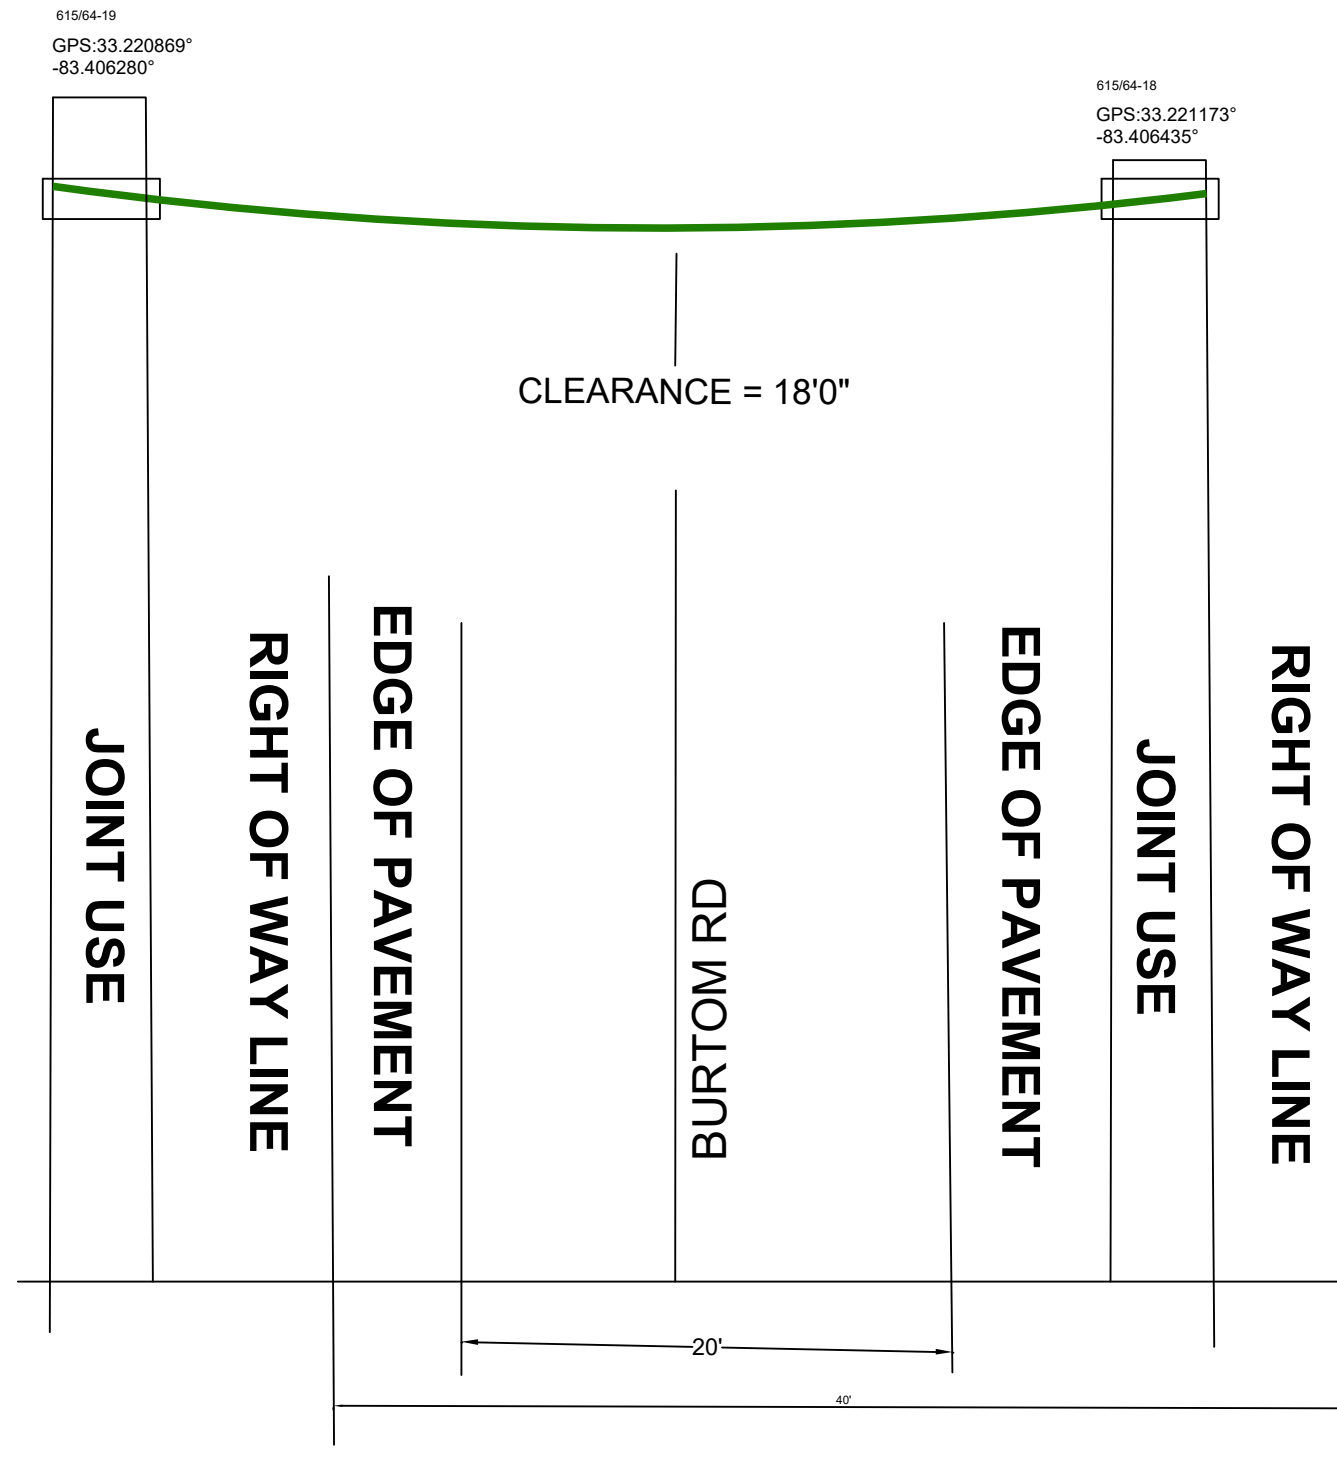 615/64-19
GPS:33.220869°
-83.406280°
615/64-18
GPS:33.221173°
-83.406435°
CLEARANCE = 18'0"
JOINT USE
RIGHT OF WAY LINE
EDGE OF PAVEMENT
BURTOM RD
EDGE OF PAVEMENT
JOINT USE
RIGHT OF WAY LINE
20'
40'